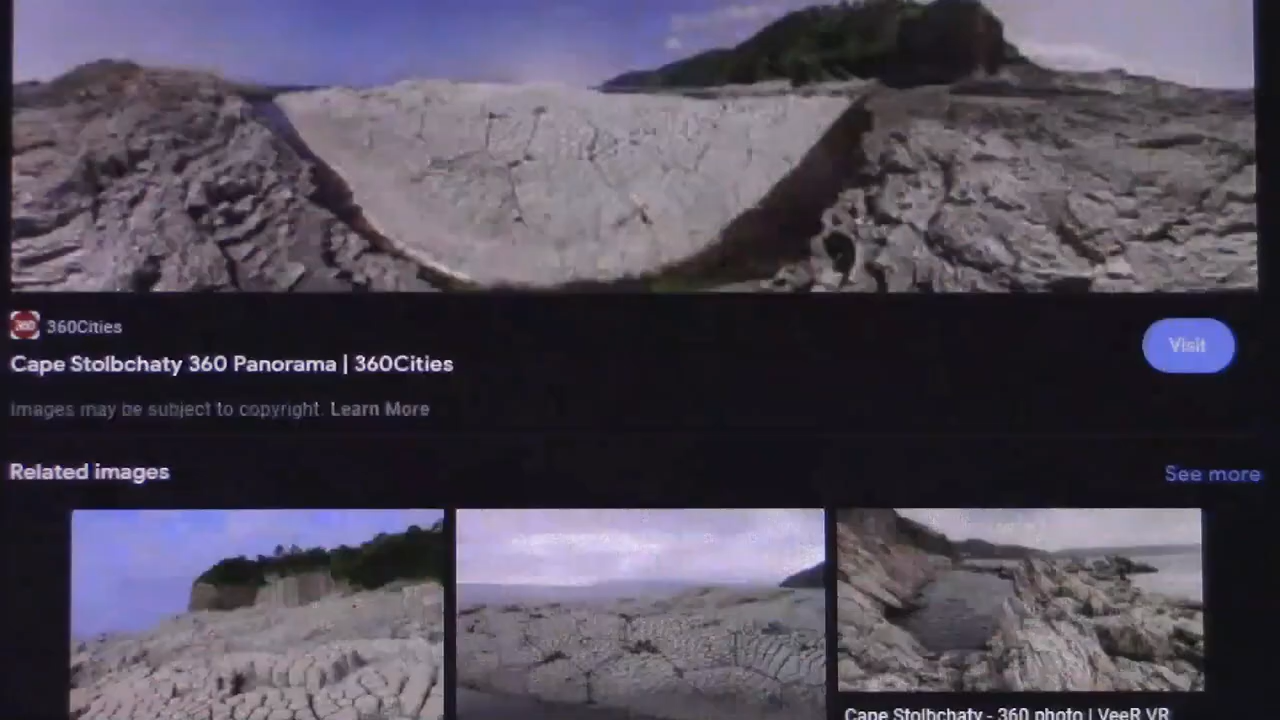 360
360Cities
Visit
Cape Stolbchaty 360 Panorama | 360Cities
Images may be subject to copyright. Learn More
Related images
See more
Cape Stolbchaty - 360 photo | VeeR VR